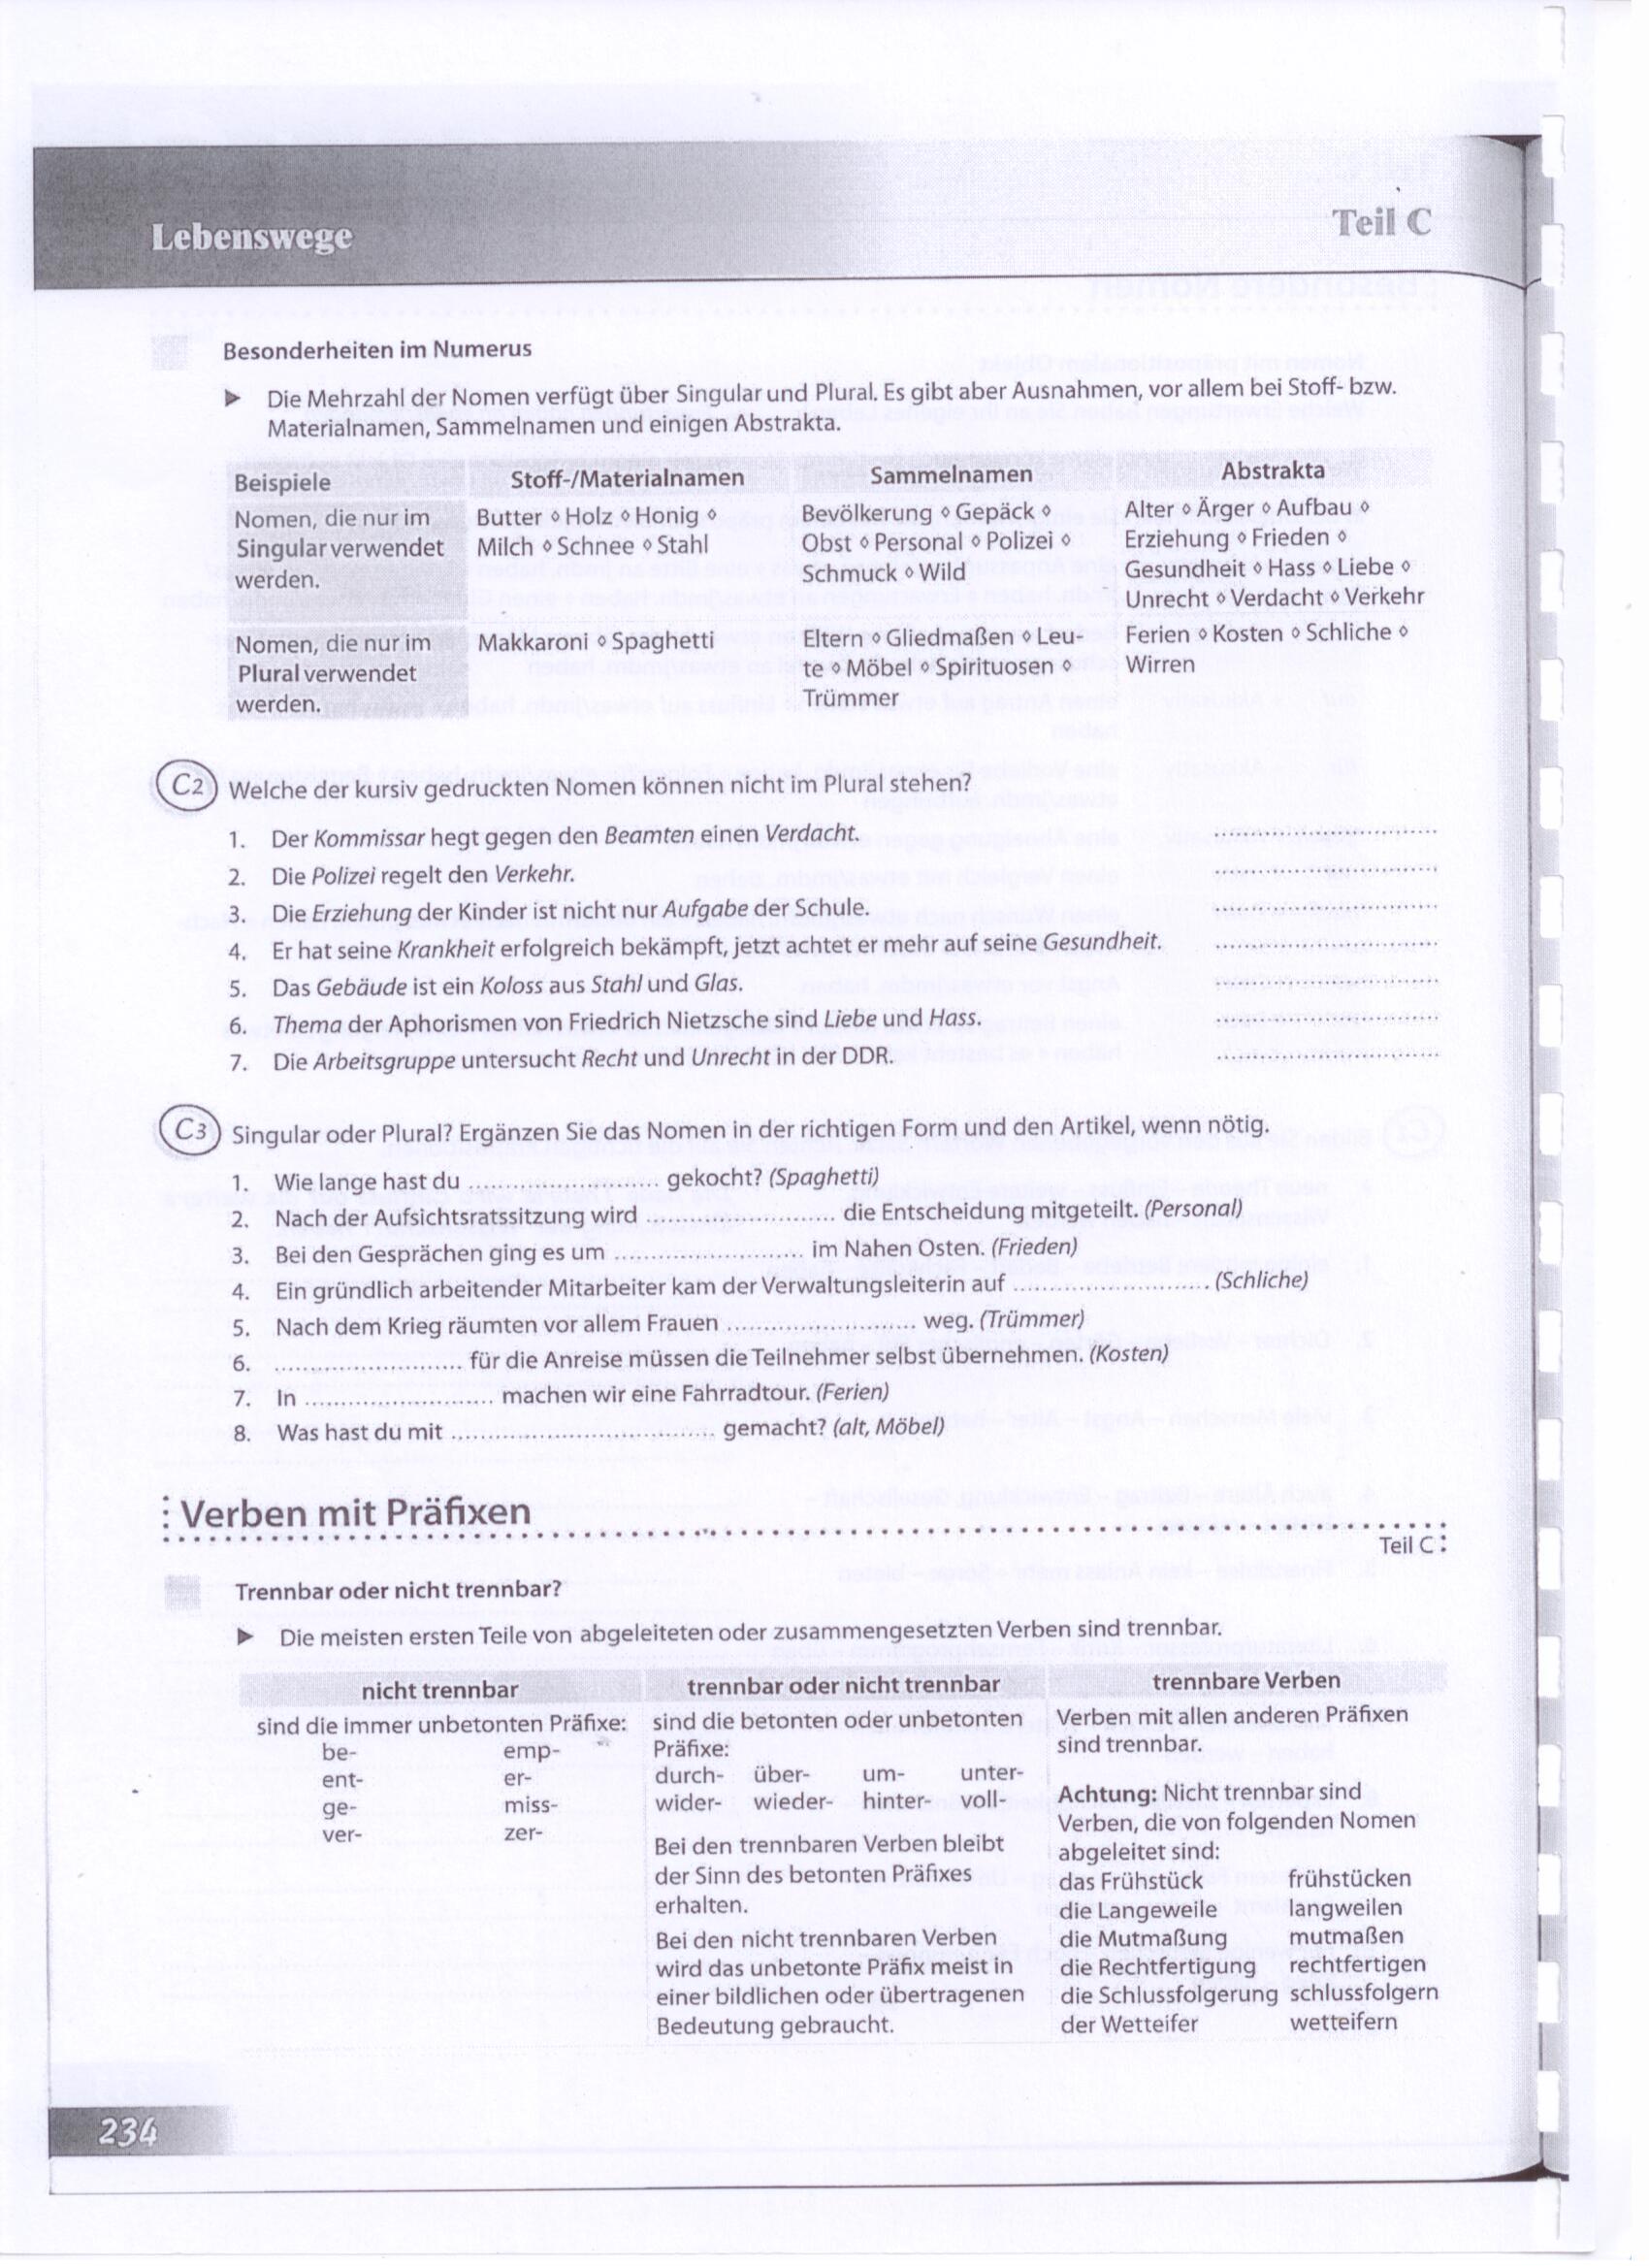 Lebenswege
Teil C
Besonderheiten im Numerus
▶ Die Mehrzahl der Nomen verfügt über Singular und Plural. Es gibt aber Ausnahmen, vor allem bei Stoff- bzw.
Materialnamen, Sammelnamen und einigen Abstrakta.
Beispiele Stoff-/Materialnamen Sammelnamen Abstrakta
Nomen, die nur im
Singular verwendet
werden.
Butter ⋄ Holz ⋄ Honig ⋄
Milch ⋄ Schnee ⋄ Stahl
Bevölkerung ⋄ Gepäck ⋄
Obst ⋄ Personal ⋄ Polizei ⋄
Schmuck ⋄ Wild
Alter ⋄ Ärger ⋄ Aufbau ⋄
Erziehung ⋄ Frieden ⋄
Gesundheit ⋄ Hass ⋄ Liebe ⋄
Unrecht ⋄ Verdacht ⋄ Verkehr
Nomen, die nur im
Plural verwendet
werden.
Makkaroni ⋄ Spaghetti
Eltern ⋄ Gliedmaßen ⋄ Leu-
te ⋄ Möbel ⋄ Spirituosen ⋄
Trümmer
Ferien ⋄ Kosten ⋄ Schliche ⋄
Wirren
C2 Welche der kursiv gedruckten Nomen können nicht im Plural stehen?
1. Der Kommissar hegt gegen den Beamten einen Verdacht. ........................
2. Die Polizei regelt den Verkehr. ........................
3. Die Erziehung der Kinder ist nicht nur Aufgabe der Schule. ........................
4. Er hat seine Krankheit erfolgreich bekämpft, jetzt achtet er mehr auf seine Gesundheit. ........................
5. Das Gebäude ist ein Koloss aus Stahl und Glas. ........................
6. Thema der Aphorismen von Friedrich Nietzsche sind Liebe und Hass. ........................
7. Die Arbeitsgruppe untersucht Recht und Unrecht in der DDR. ........................
C3 Singular oder Plural? Ergänzen Sie das Nomen in der richtigen Form und den Artikel, wenn nötig.
1. Wie lange hast du ........................ gekocht? (Spaghetti)
2. Nach der Aufsichtsratssitzung wird ........................ die Entscheidung mitgeteilt. (Personal)
3. Bei den Gesprächen ging es um ........................ im Nahen Osten. (Frieden)
4. Ein gründlich arbeitender Mitarbeiter kam der Verwaltungsleiterin auf ........................ . (Schliche)
5. Nach dem Krieg räumten vor allem Frauen ........................ weg. (Trümmer)
6. ........................ für die Anreise müssen die Teilnehmer selbst übernehmen. (Kosten)
7. In ........................ machen wir eine Fahrradtour. (Ferien)
8. Was hast du mit .................................. gemacht? (alt, Möbel)
Verben mit Präfixen
Teil C
Trennbar oder nicht trennbar?
▶ Die meisten ersten Teile von abgeleiteten oder zusammengesetzten Verben sind trennbar.
nicht trennbar trennbar oder nicht trennbar trennbare Verben
sind die immer unbetonten Präfixe:
be- emp-
ent- er-
ge- miss-
ver- zer-
sind die betonten oder unbetonten
Präfixe:
durch- über- um- unter-
wider- wieder- hinter- voll-
Bei den trennbaren Verben bleibt
der Sinn des betonten Präfixes
erhalten.
Bei den nicht trennbaren Verben
wird das unbetonte Präfix meist in
einer bildlichen oder übertragenen
Bedeutung gebraucht.
Verben mit allen anderen Präfixen
sind trennbar.
Achtung: Nicht trennbar sind
Verben, die von folgenden Nomen
abgeleitet sind:
das Frühstück frühstücken
die Langeweile langweilen
die Mutmaßung mutmaßen
die Rechtfertigung rechtfertigen
die Schlussfolgerung schlussfolgern
der Wetteifer wetteifern
234